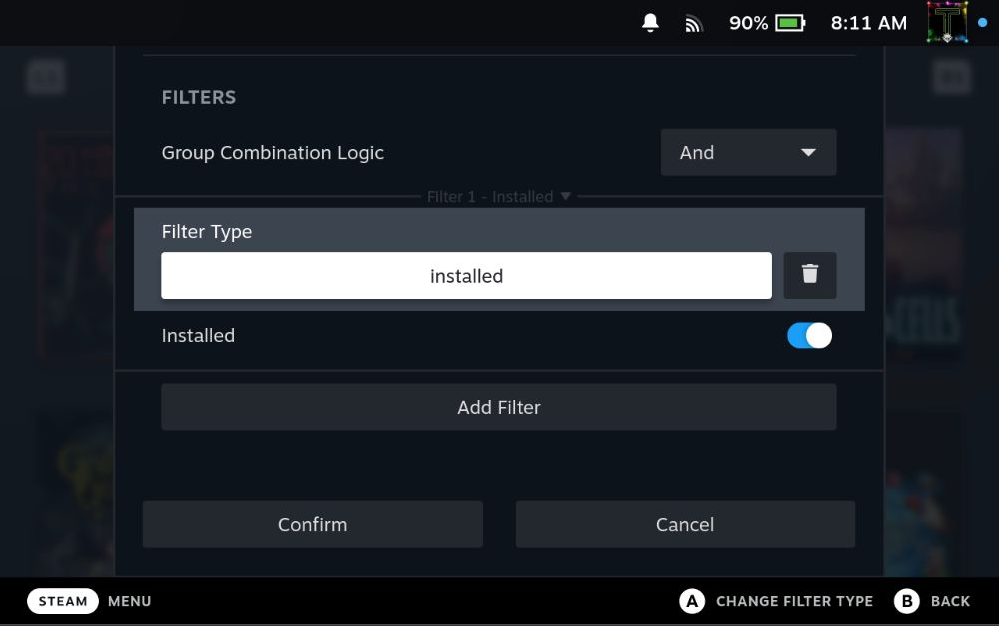 90% 8:11 AM
FILTERS
Group Combination Logic And
Filter 1 - Installed
Filter Type
installed
Installed
Add Filter
Confirm Cancel
STEAM MENU A CHANGE FILTER TYPE B BACK